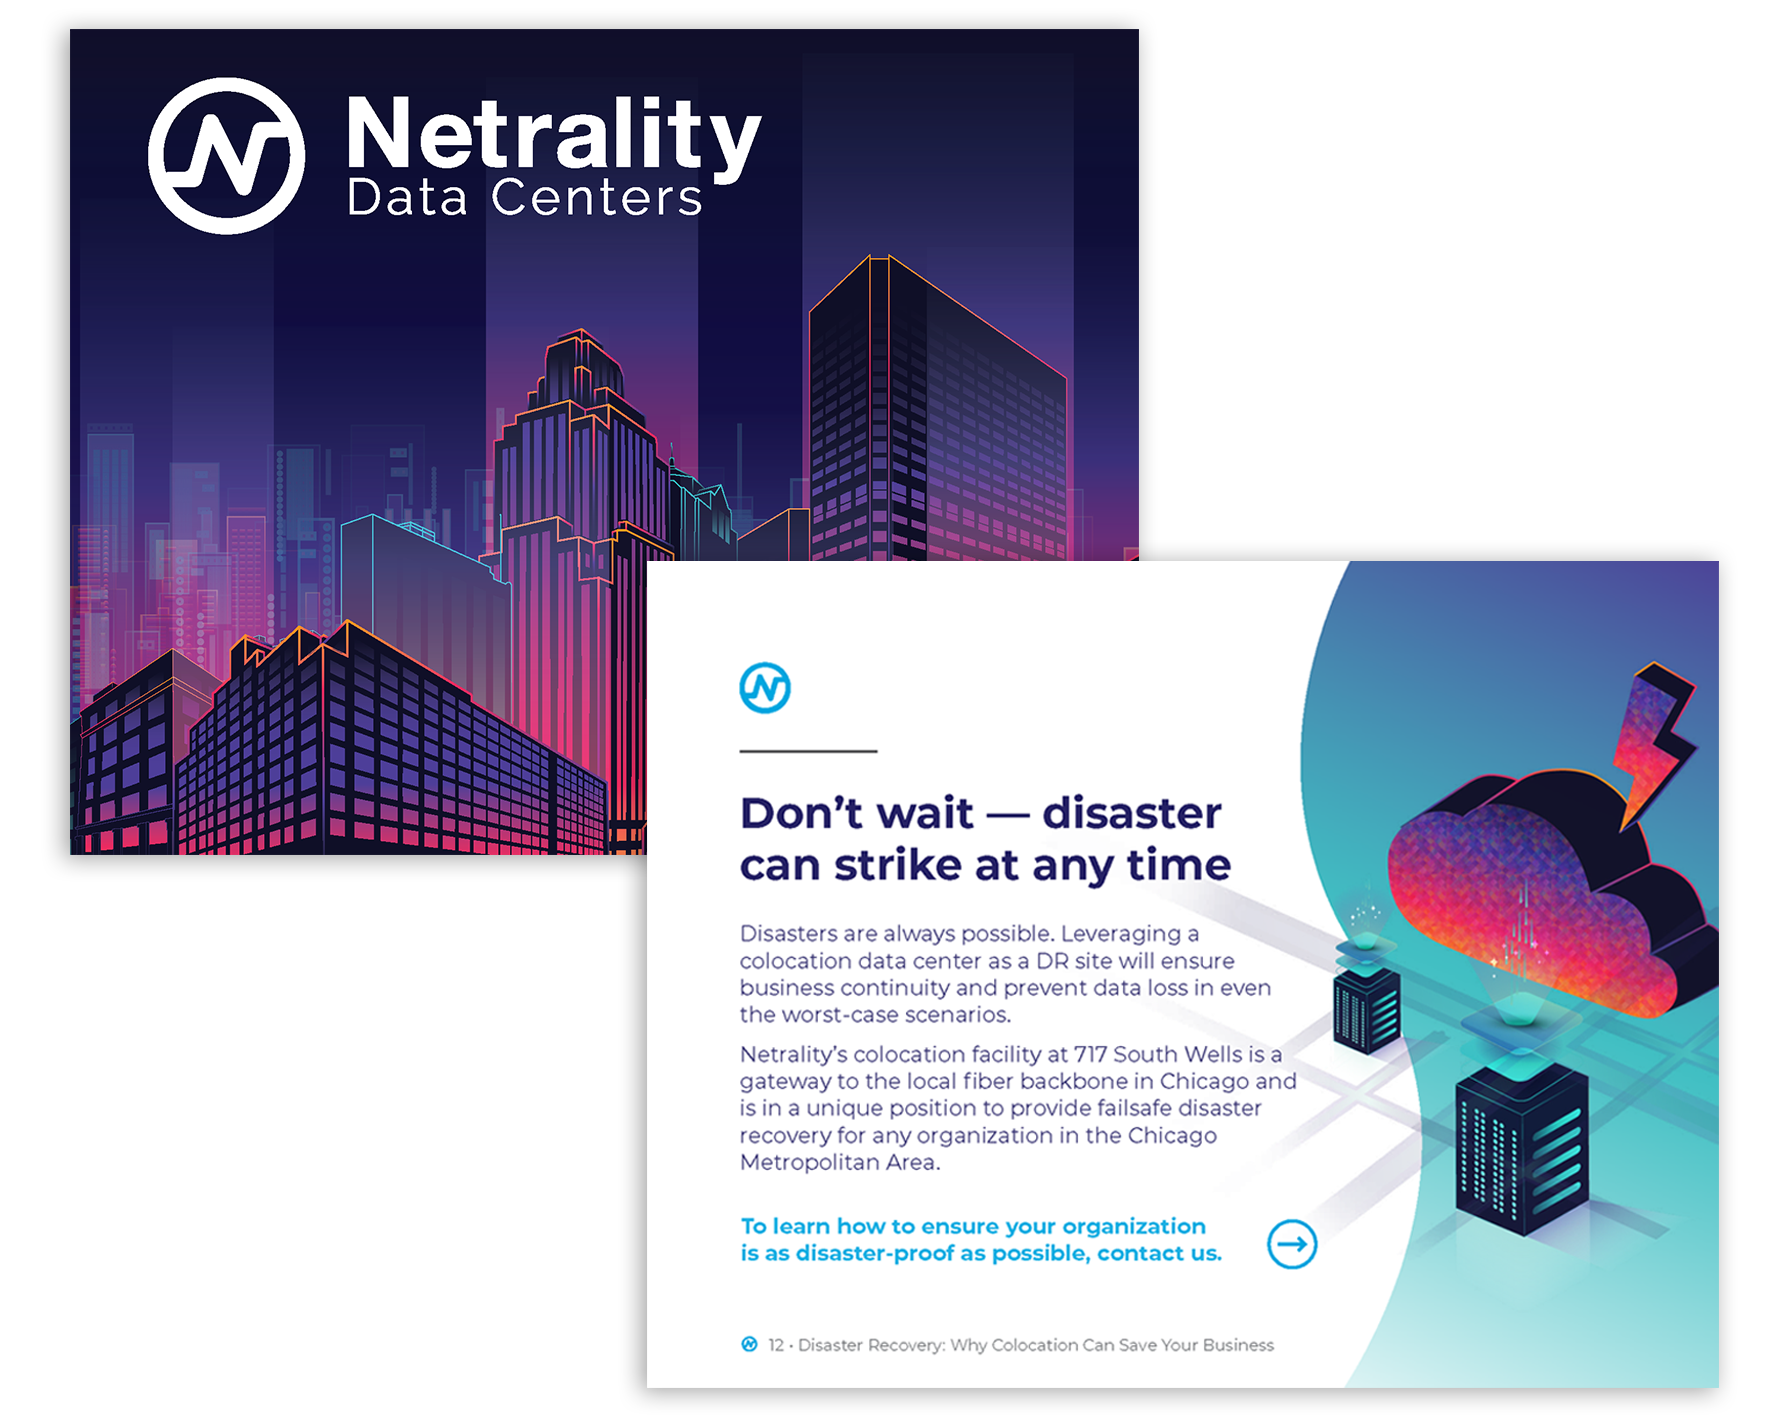 Netrality
Data Centers
Don’t wait — disaster
can strike at any time
Disasters are always possible. Leveraging a
colocation data center as a DR site will ensure
business continuity and prevent data loss in even
the worst-case scenarios.
Netrality’s colocation facility at 717 South Wells is a
gateway to the local fiber backbone in Chicago and
is in a unique position to provide failsafe disaster
recovery for any organization in the Chicago
Metropolitan Area.
To learn how to ensure your organization
is as disaster-proof as possible, contact us.
12 • Disaster Recovery: Why Colocation Can Save Your Business